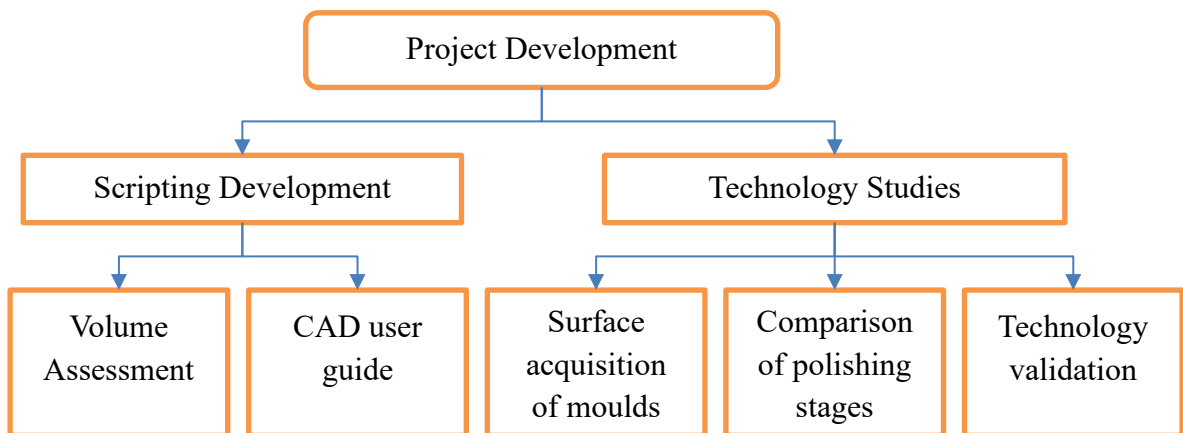 Project Development
Scripting Development
Technology Studies
Volume
Assessment
CAD user
guide
Surface
acquisition
of moulds
Comparison
of polishing
stages
Technology
validation